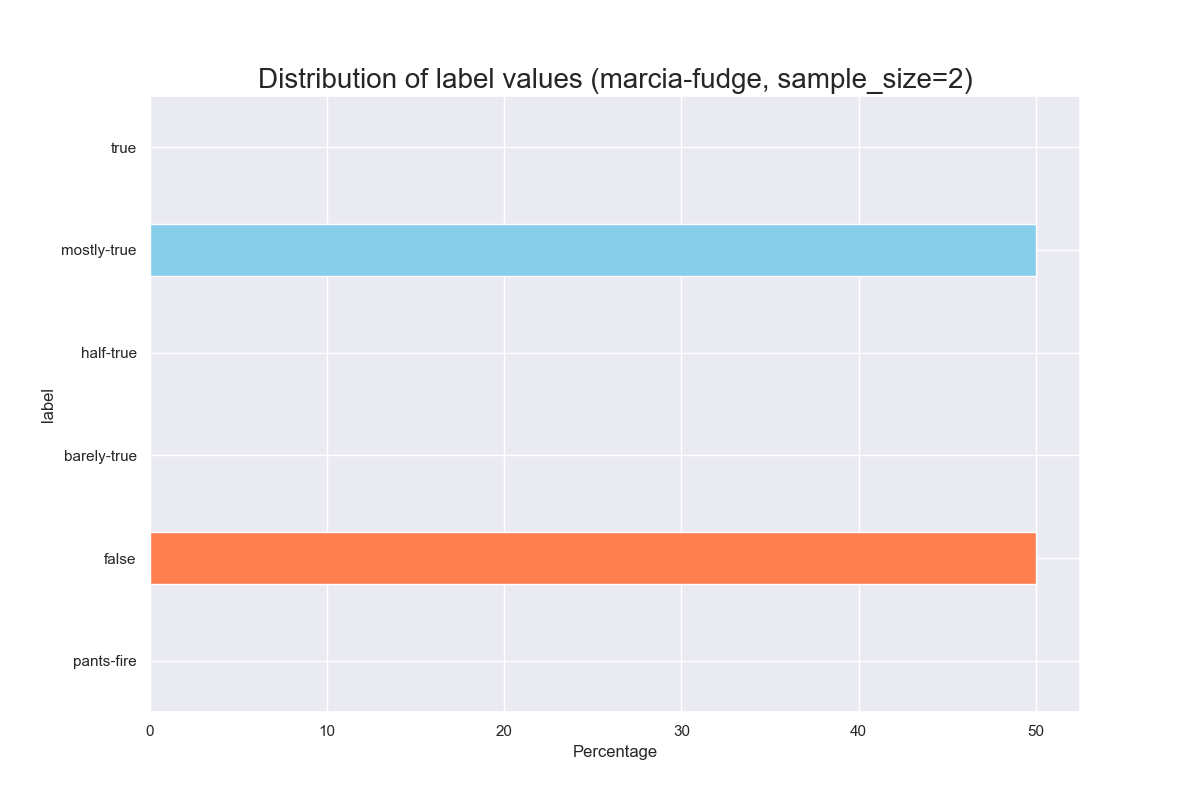 Distribution of label values (marcia-fudge, sample_size=2)
true
mostly-true
half-true
label
barely-true
false
pants-fire
0 10 20 30 40 50
Percentage